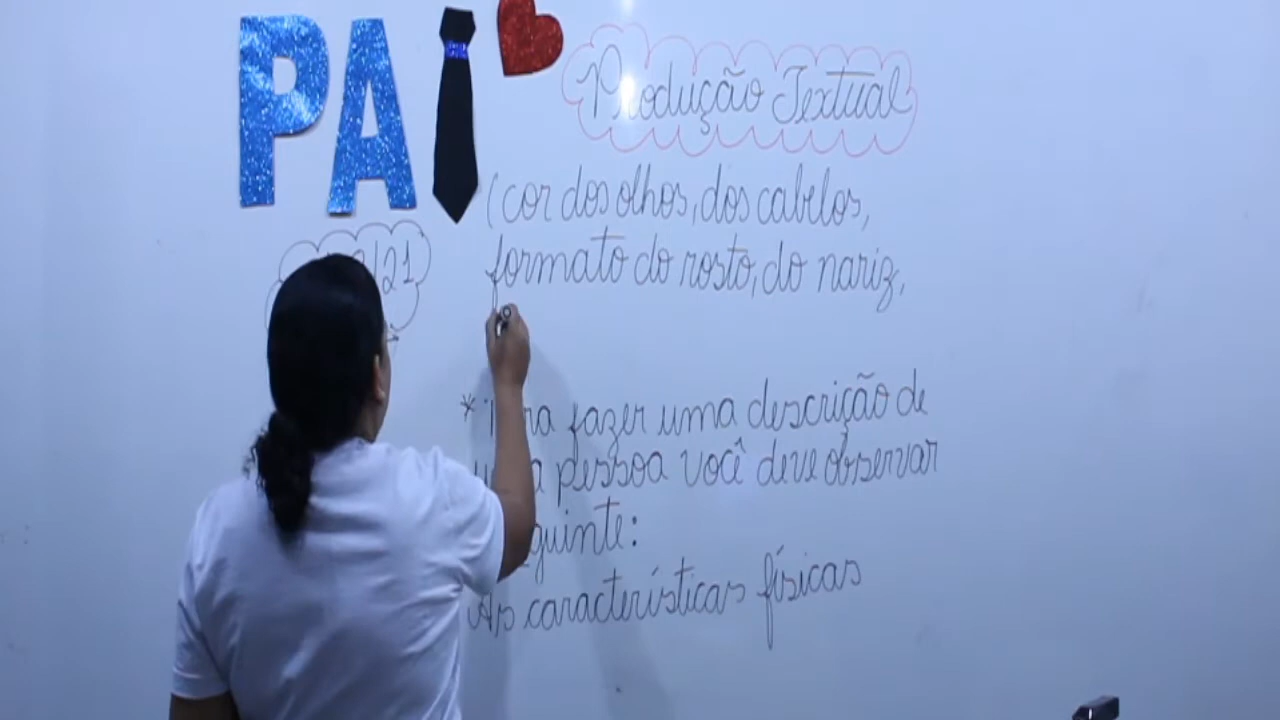 PAI
Produção Textual
21
(cor dos olhos, dos cabelos,
formato do rosto, do nariz,
* fazer uma descrição de
pessoa você deve observar
guinte:
As características físicas